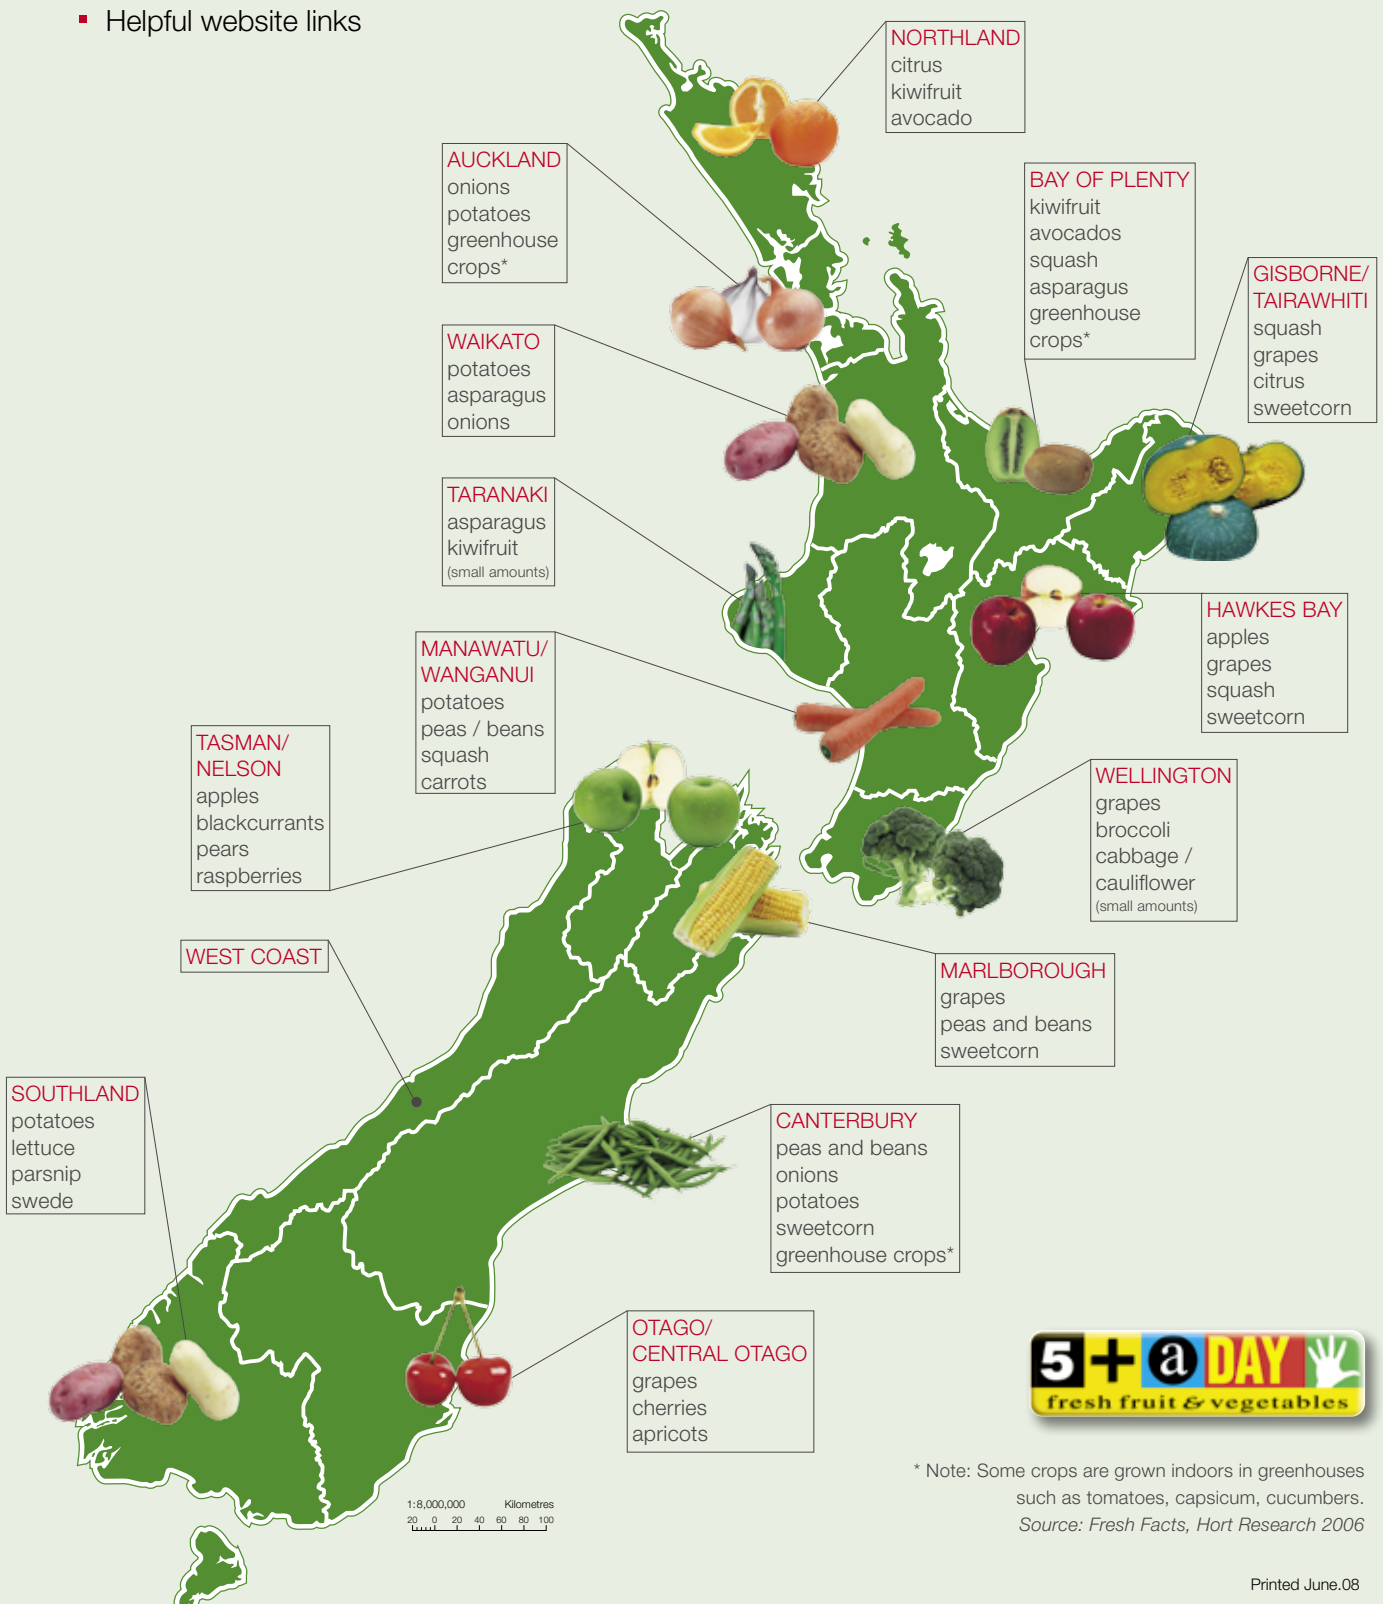 ▪ Helpful website links
NORTHLAND
citrus
kiwifruit
avocado
AUCKLAND
onions
potatoes
greenhouse
crops*
BAY OF PLENTY
kiwifruit
avocados
squash
asparagus
greenhouse
crops*
GISBORNE/
TAIRAWHITI
squash
grapes
citrus
sweetcorn
WAIKATO
potatoes
asparagus
onions
TARANAKI
asparagus
kiwifruit
(small amounts)
HAWKES BAY
apples
grapes
squash
sweetcorn
MANAWATU/
WANGANUI
potatoes
peas / beans
squash
carrots
TASMAN/
NELSON
apples
blackcurrants
pears
raspberries
WELLINGTON
grapes
broccoli
cabbage /
cauliflower
(small amounts)
WEST COAST
MARLBOROUGH
grapes
peas and beans
sweetcorn
SOUTHLAND
potatoes
lettuce
parsnip
swede
CANTERBURY
peas and beans
onions
potatoes
sweetcorn
greenhouse crops*
OTAGO/
CENTRAL OTAGO
grapes
cherries
apricots
5 + a DAY
fresh fruit & vegetables
* Note: Some crops are grown indoors in greenhouses
such as tomatoes, capsicum, cucumbers.
Source: Fresh Facts, Hort Research 2006
1:8,000,000 Kilometres
20 0 20 40 60 80 100
Printed June.08